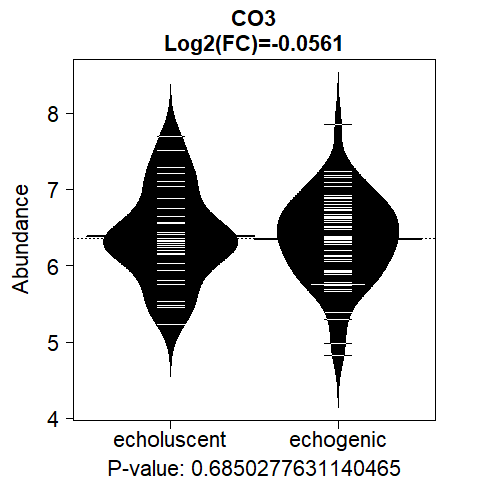 CO3
Log2(FC)=-0.0561
Abundance
8
7
6
5
4
echoluscent
echogenic
P-value: 0.6850277631140465